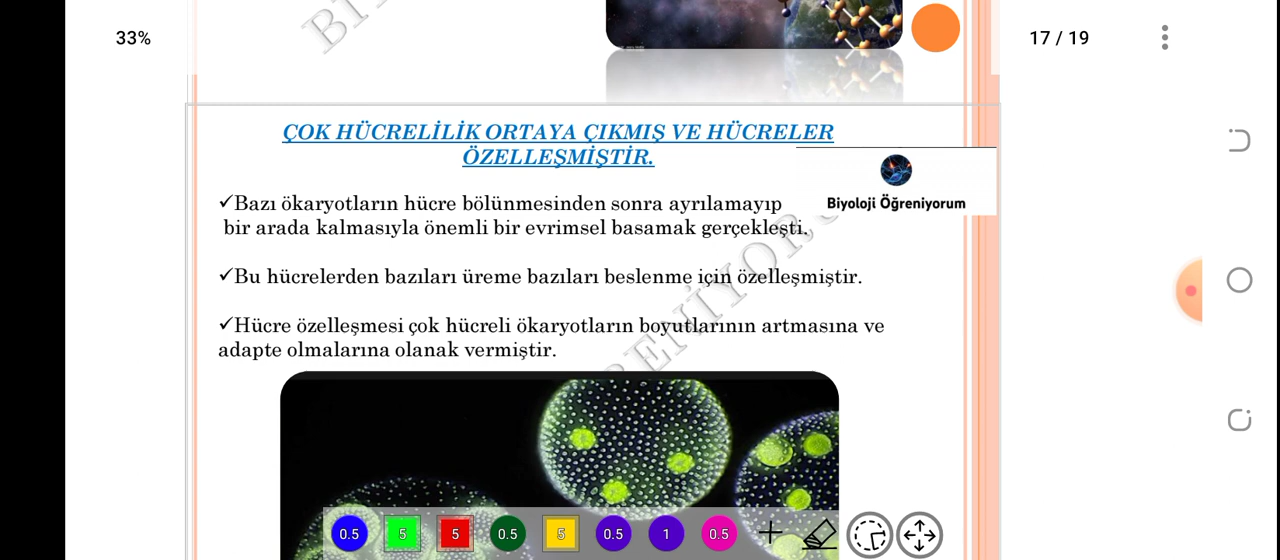 33%
17 / 19
ÇOK HÜCRELİLİK ORTAYA ÇIKMIŞ VE HÜCRELER
ÖZELLEŞMİŞTİR.
Biyoloji Öğreniyorum
✓Bazı ökaryotların hücre bölünmesinden sonra ayrılamayıp
bir arada kalmasıyla önemli bir evrimsel basamak gerçekleşti.
✓Bu hücrelerden bazıları üreme bazıları beslenme için özelleşmiştir.
✓Hücre özelleşmesi çok hücreli ökaryotların boyutlarının artmasına ve
adapte olmalarına olanak vermiştir.
0.5 5 5 0.5 5 0.5 1 0.5